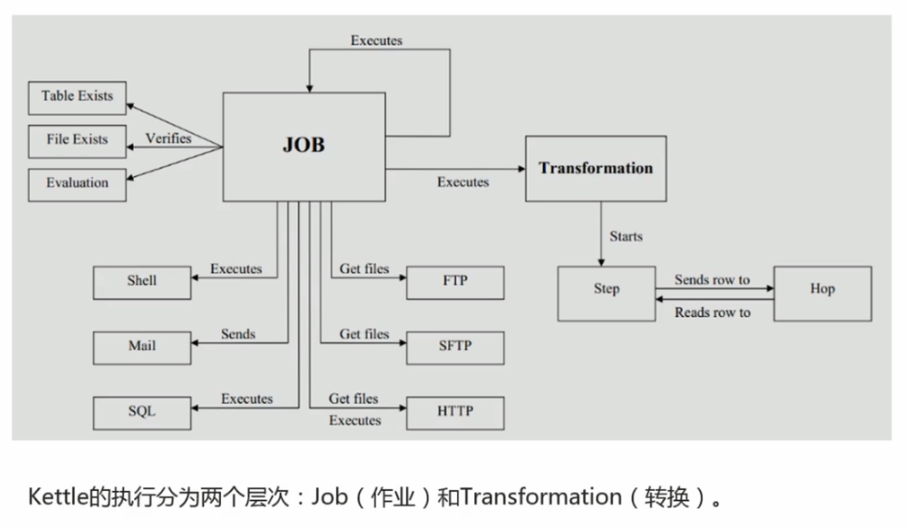 Executes
Table Exists
File Exists
Verifies
JOB
Evaluation
Transformation
Executes
Starts
Shell
Executes
Get files
FTP
Step
Sends row to
Hop
Reads row to
Mail
Sends
Get files
SFTP
SQL
Executes
Get files
Executes
HTTP
Kettle的执行分为两个层次：Job（作业）和Transformation（转换）。